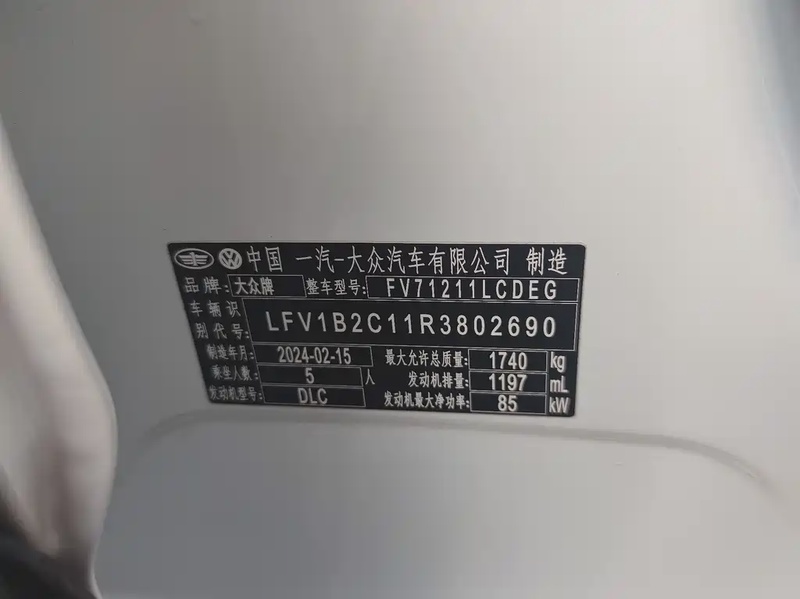 中国 一汽-大众汽车有限公司 制造
品牌: 大众牌 整车型号: FV71211LCDEG
车辆识别代号: LFV1B2C11R3802690
制造年月: 2024-02-15 最大允许总质量: 1740 kg
乘坐人数: 5 人 发动机排量: 1197 mL
发动机型号: DLC 发动机最大净功率: 85 kW